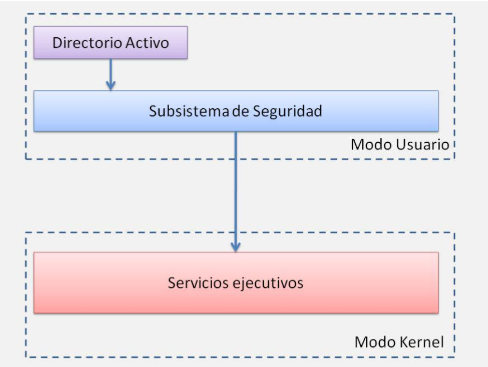 Directorio Activo
Subsistema de Seguridad
Modo Usuario
Servicios ejecutivos
Modo Kernel